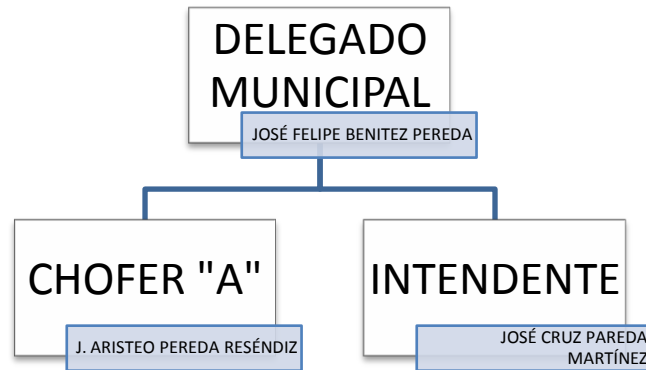 DELEGADO
MUNICIPAL
JOSÉ FELIPE BENITEZ PEREDA
CHOFER "A"
J. ARISTEO PEREDA RESÉNDIZ
INTENDENTE
JOSÉ CRUZ PAREDA
MARTÍNEZ